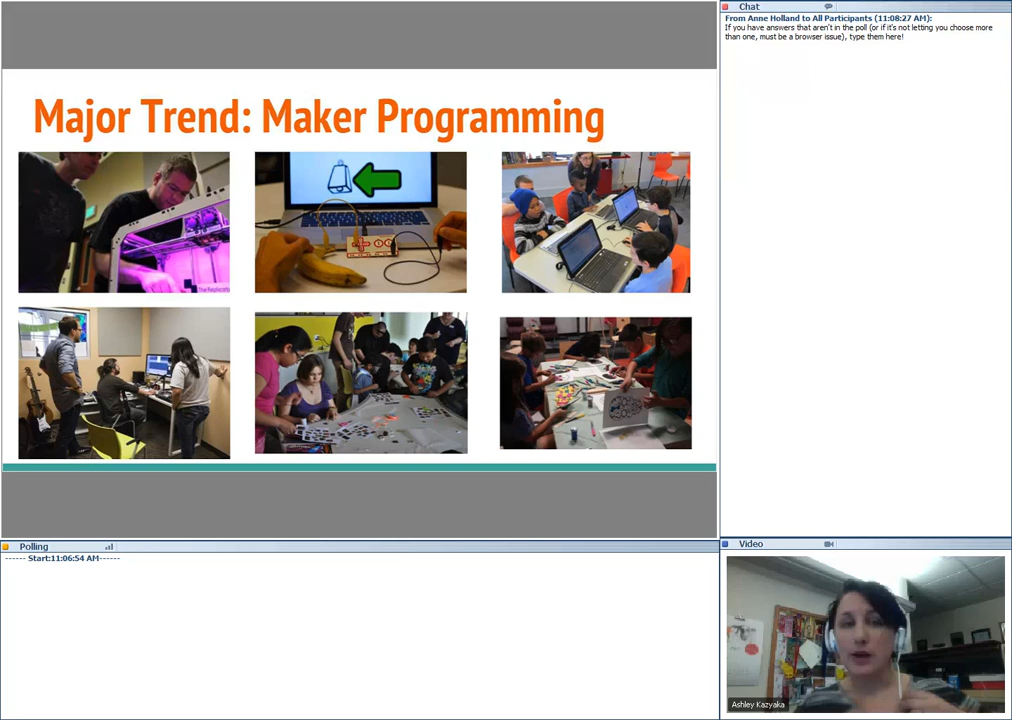 Major Trend: Maker Programming
The Replicator
Chat
From Anne Holland to All Participants (11:08:27 AM):
If you have answers that aren't in the poll (or if it's not letting you choose more
than one, must be a browser issue), type them here!
Polling
------ Start:11:06:54 AM------
Video
Ashley Kazyaka